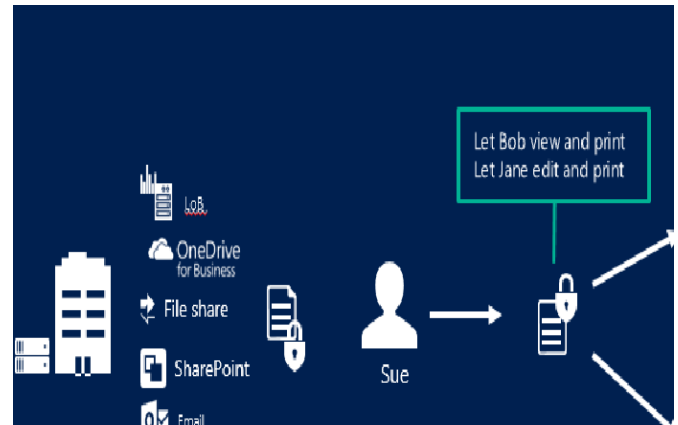 Let Bob view and print
Let Jane edit and print
LoB
OneDrive
for Business
File share
SharePoint
Sue
Email